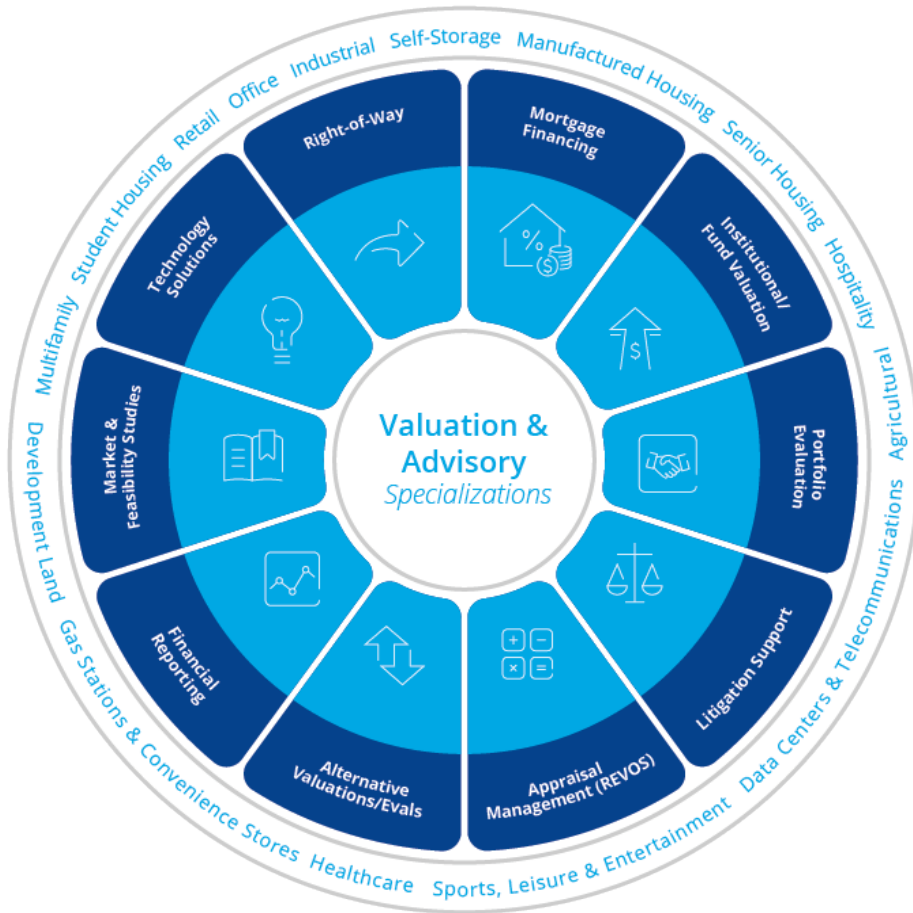 Valuation &
Advisory
Specializations
Mortgage
Financing
Institutional/
Fund Valuation
Portfolio
Evaluation
Litigation Support
Appraisal
Management (REVOS)
Alternative
Valuations/Evals
Financial
Reporting
Market &
Feasibility Studies
Technology
Solutions
Right-of-Way
%
$
$
+ −
× =
Self-Storage
Manufactured Housing
Senior Housing
Hospitality
Agricultural
Data Centers & Telecommunications
Sports, Leisure & Entertainment
Healthcare
Gas Stations & Convenience Stores
Development Land
Multifamily
Student Housing
Retail
Office
Industrial